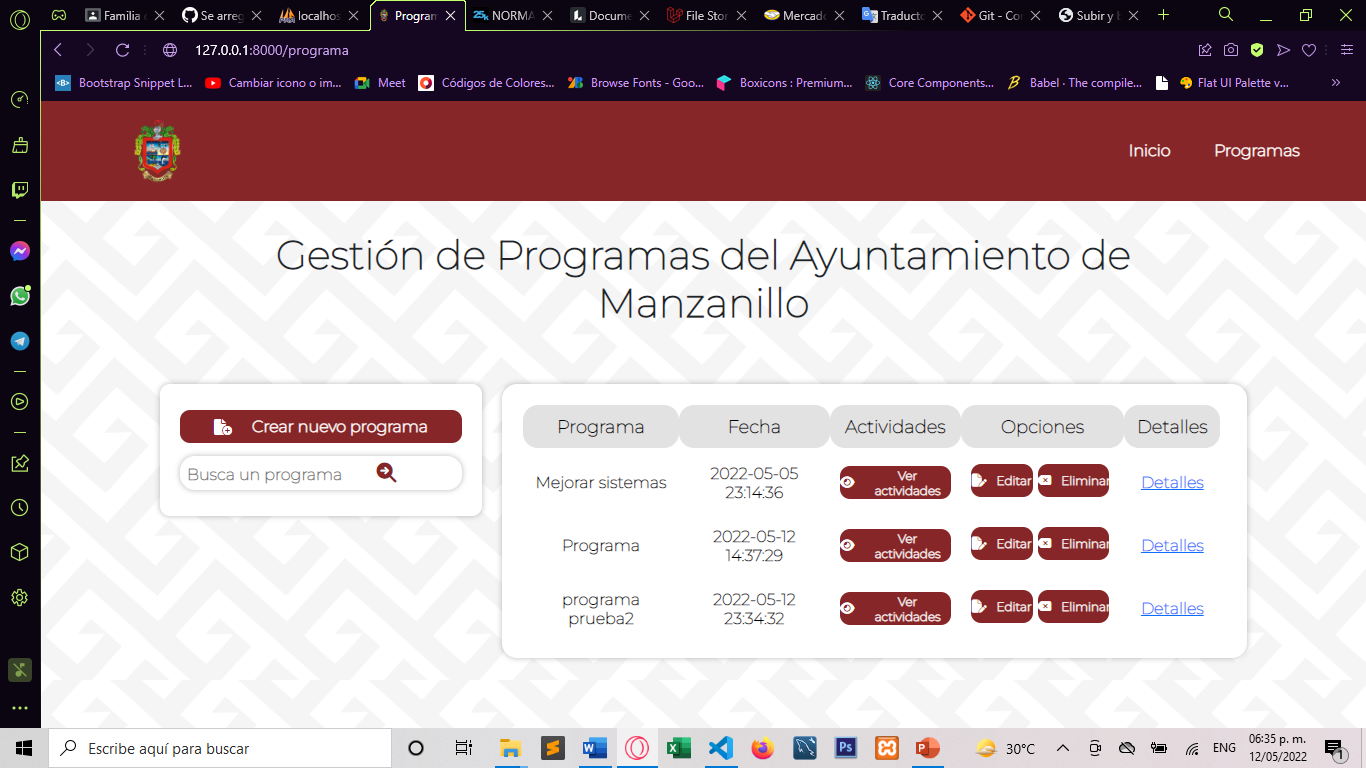 Familia
Se arreg
localhos
Program
NORMA
Docume
File Stor
Mercad
Traducto
Git - Con
Subir y b
127.0.0.1:8000/programa
Bootstrap Snippet L...
Cambiar icono o im...
Meet
Códigos de Colores...
Browse Fonts - Goo...
Boxicons : Premium...
Core Components...
Babel · The compile...
Flat UI Palette v...
»
Inicio
Programas
Gestión de Programas del Ayuntamiento de
Manzanillo
Crear nuevo programa
Busca un programa
Programa Fecha Actividades Opciones Detalles
Mejorar sistemas 2022-05-05 23:14:36 Ver actividades Editar Eliminar Detalles
Programa 2022-05-12 14:37:29 Ver actividades Editar Eliminar Detalles
programa prueba2 2022-05-12 23:34:32 Ver actividades Editar Eliminar Detalles
Escribe aquí para buscar
30°C
ENG
06:35 p. m.
12/05/2022
1